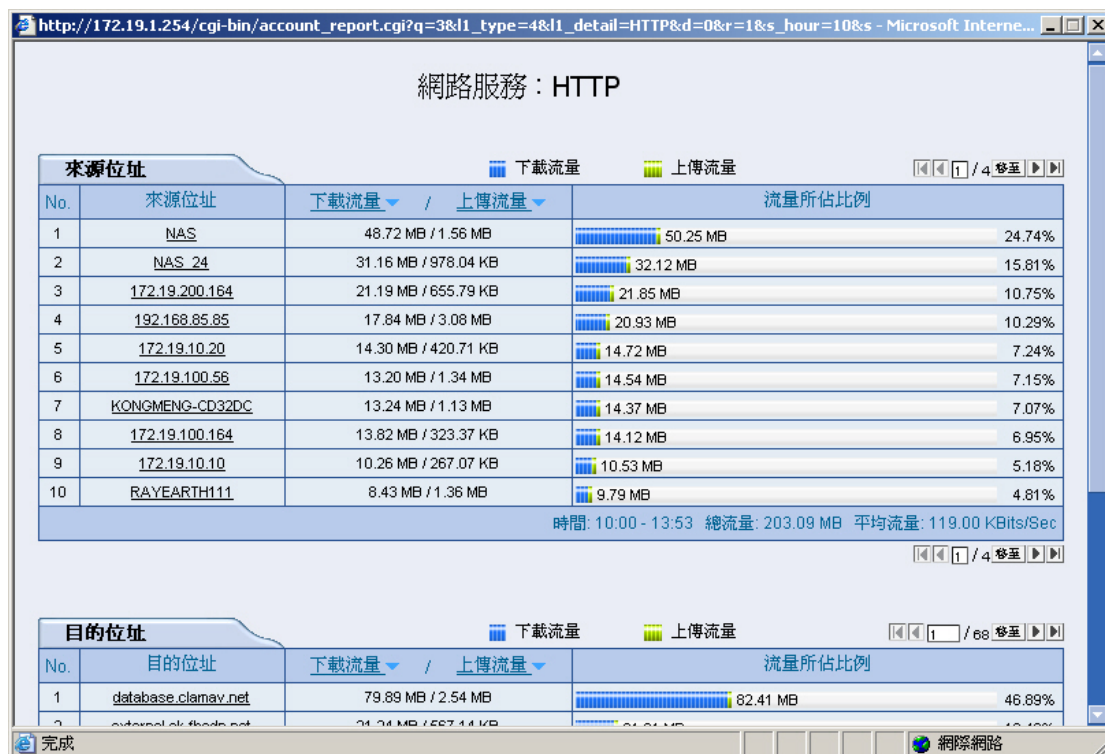 http://172.19.1.254/cgi-bin/account_report.cgi?q=3&l1_type=4&l1_detail=HTTP&d=0&r=1&s_hour=10&s - Microsoft Interne...
網路服務：HTTP
來源位址 下載流量 上傳流量 1 / 4 移至
No. 來源位址 下載流量 / 上傳流量 流量所佔比例
1 NAS 48.72 MB / 1.56 MB 50.25 MB 24.74%
2 NAS_24 31.16 MB / 978.04 KB 32.12 MB 15.81%
3 172.19.200.164 21.19 MB / 655.79 KB 21.85 MB 10.75%
4 192.168.85.85 17.84 MB / 3.08 MB 20.93 MB 10.29%
5 172.19.10.20 14.30 MB / 420.71 KB 14.72 MB 7.24%
6 172.19.100.56 13.20 MB / 1.34 MB 14.54 MB 7.15%
7 KONGMENG-CD32DC 13.24 MB / 1.13 MB 14.37 MB 7.07%
8 172.19.100.164 13.82 MB / 323.37 KB 14.12 MB 6.95%
9 172.19.10.10 10.26 MB / 267.07 KB 10.53 MB 5.18%
10 RAYEARTH111 8.43 MB / 1.36 MB 9.79 MB 4.81%
時間: 10:00 - 13:53 總流量: 203.09 MB 平均流量: 119.00 KBits/Sec
1 / 4 移至
目的位址 下載流量 上傳流量 1 / 68 移至
No. 目的位址 下載流量 / 上傳流量 流量所佔比例
1 database.clamav.net 79.89 MB / 2.54 MB 82.41 MB 46.89%
完成 網際網路